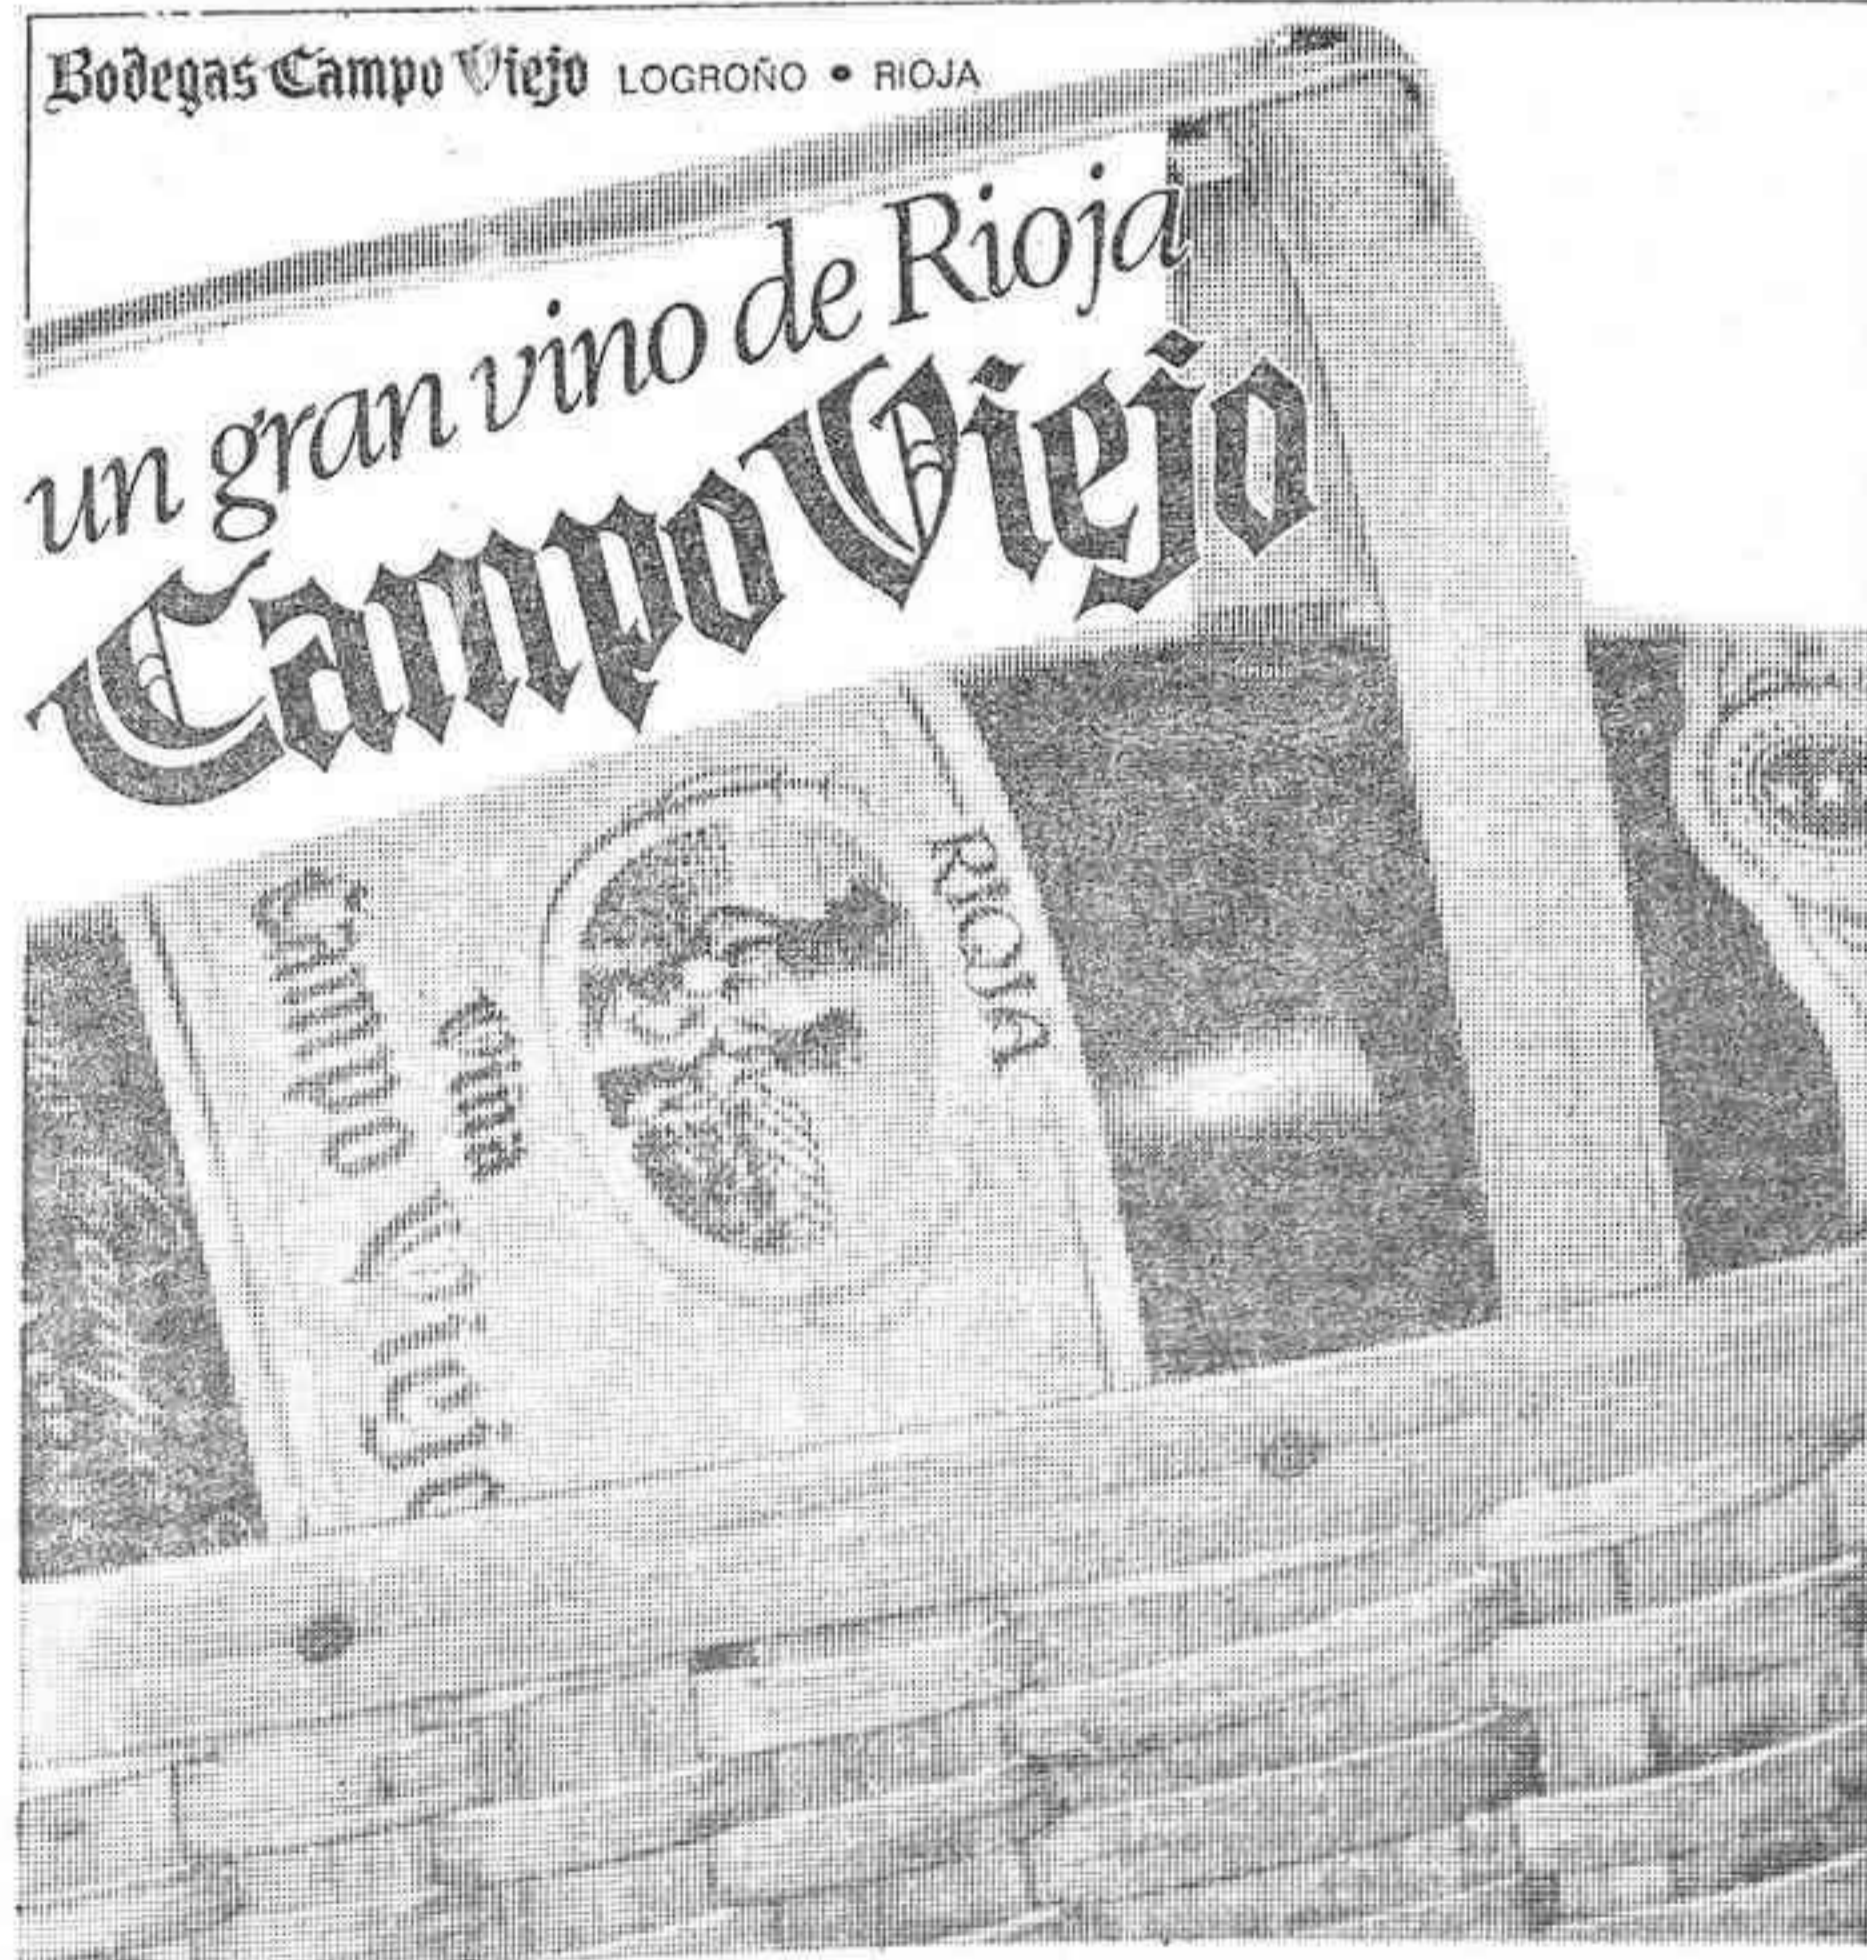 Bodegas Campo Viejo LOGROÑO • RIOJA
un gran vino de Rioja
Campo Viejo
RIOJA
Viña
Campo Viejo